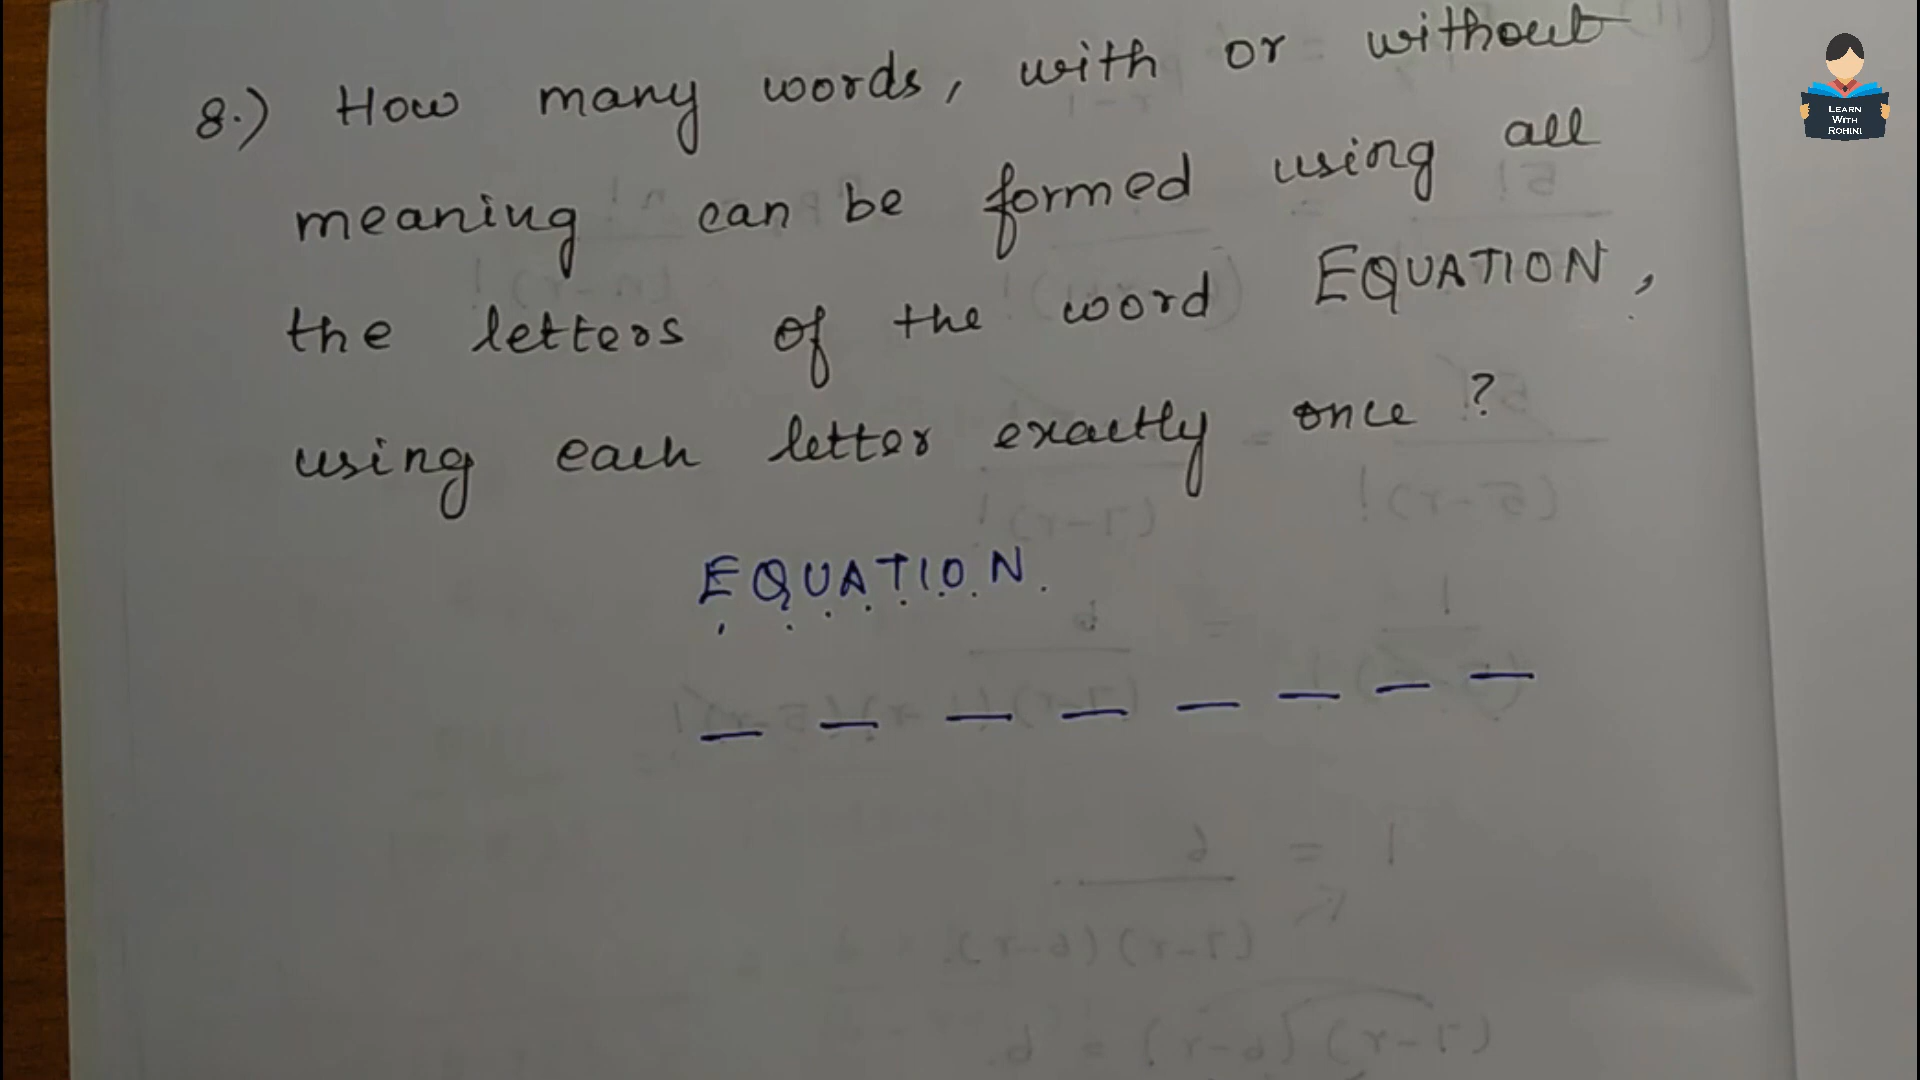 8.) How many words, with or without
meaning can be formed using all
the letters of the word EQUATION,
using each letter exactly once ?
EQUATION.
LEARN
WITH
ROHINI